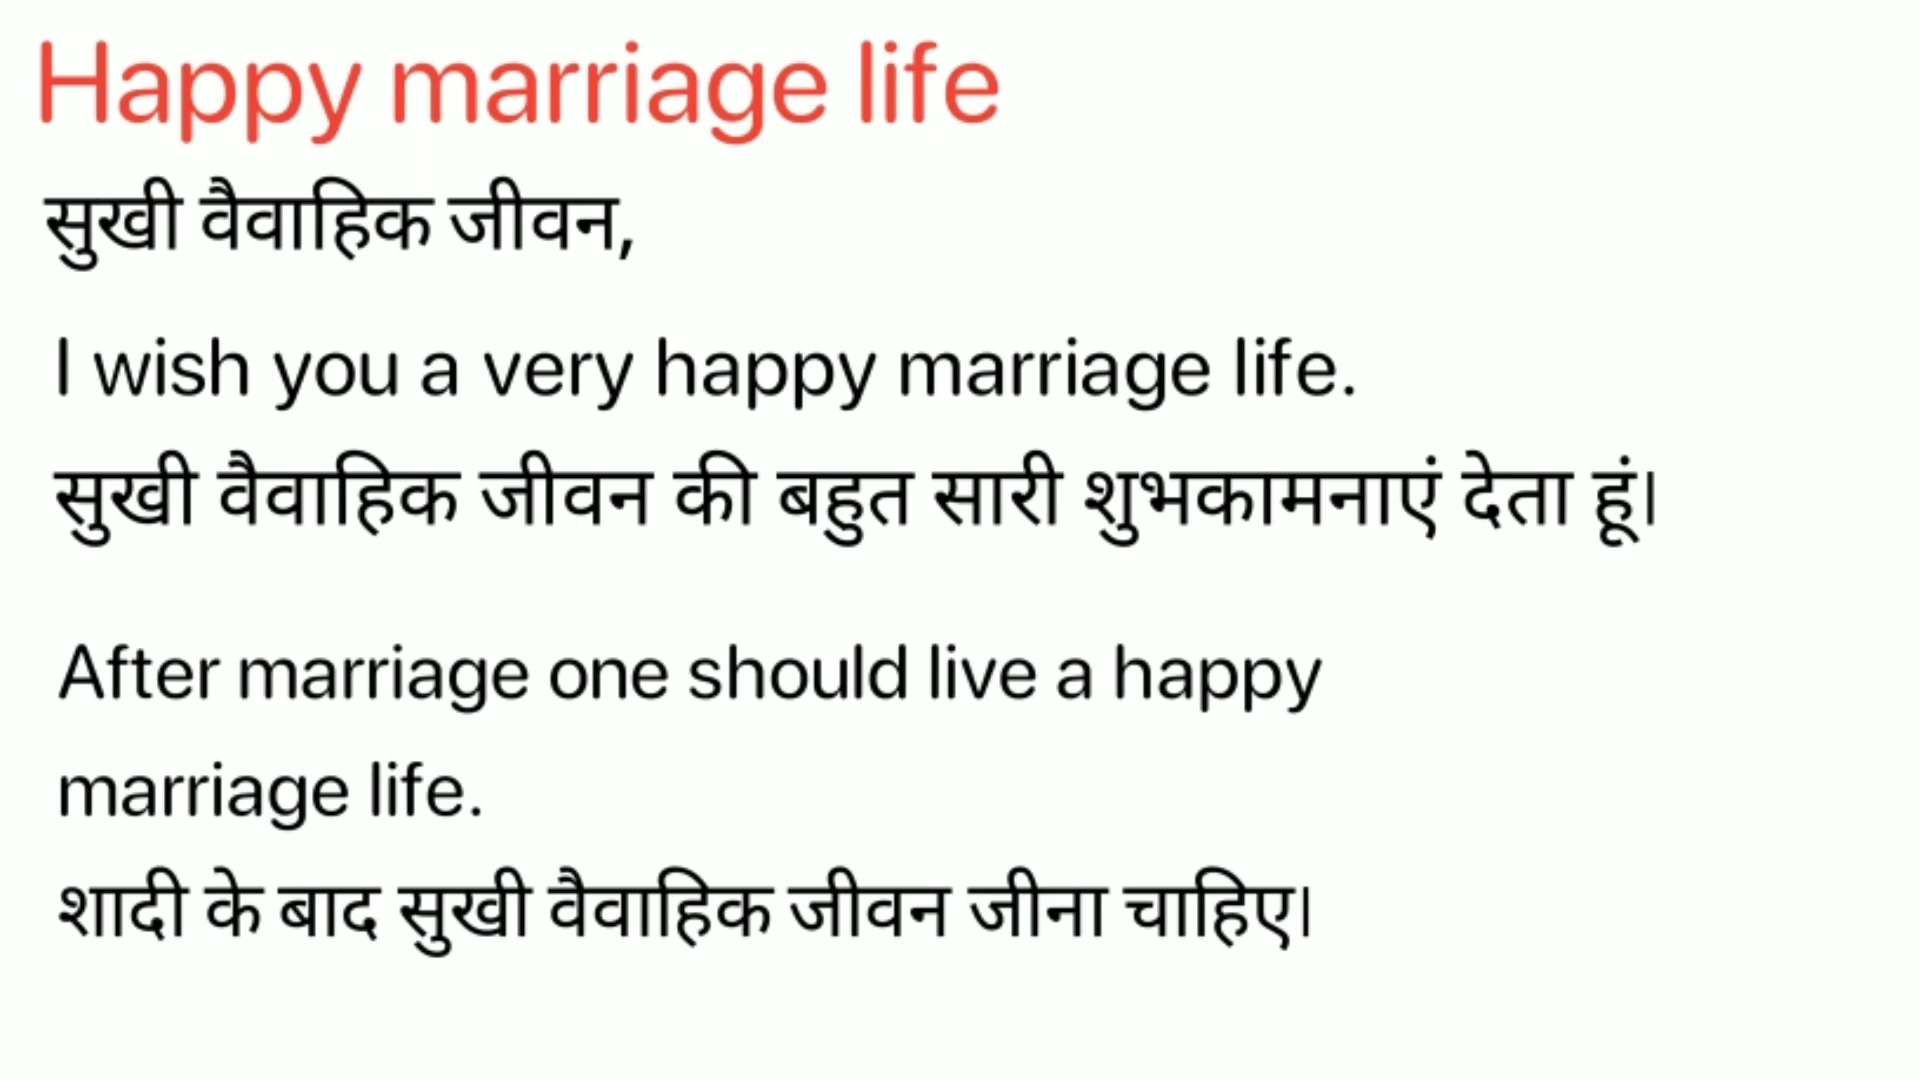 Happy marriage life
सुखी वैवाहिक जीवन,
I wish you a very happy marriage life.
सुखी वैवाहिक जीवन की बहुत सारी शुभकामनाएं देता हूं।
After marriage one should live a happy
marriage life.
शादी के बाद सुखी वैवाहिक जीवन जीना चाहिए।